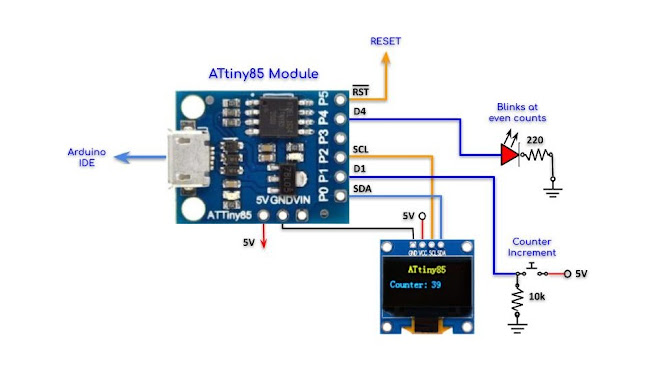 RESET
ATtiny85 Module
RST
D4
SCL
D1
SDA
P5
P4
P3
P2
P1
P0
Arduino
IDE
5V GND VIN
ATTiny85
5V
Blinks at
even counts
220
5V
GND VCC SCL SDA
ATtiny85
Counter: 39
Counter
Increment
5V
10k